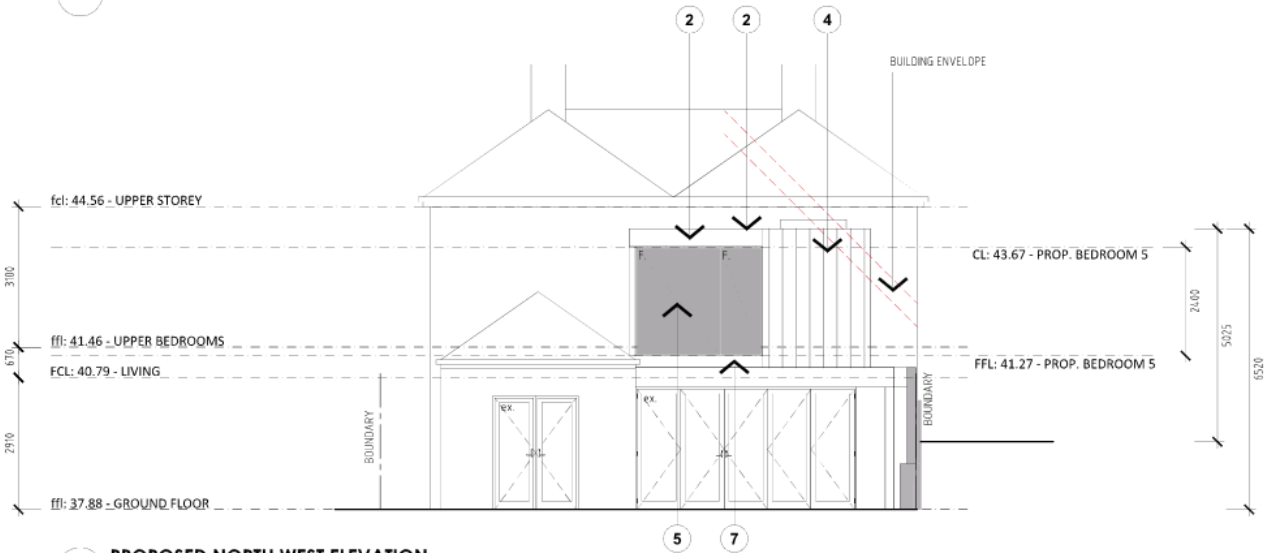 2 2 4
BUILDING ENVELOPE
fcl: 44.56 - UPPER STOREY
CL: 43.67 - PROP. BEDROOM 5
F. F.
3100
2400
5025
6520
ffl: 41.46 - UPPER BEDROOMS
670
FFL: 41.27 - PROP. BEDROOM 5
FCL: 40.79 - LIVING
ex. ex.
BOUNDARY
BOUNDARY
2910
ffl: 37.88 - GROUND FLOOR
5 7
PROPOSED NORTH WEST ELEVATION